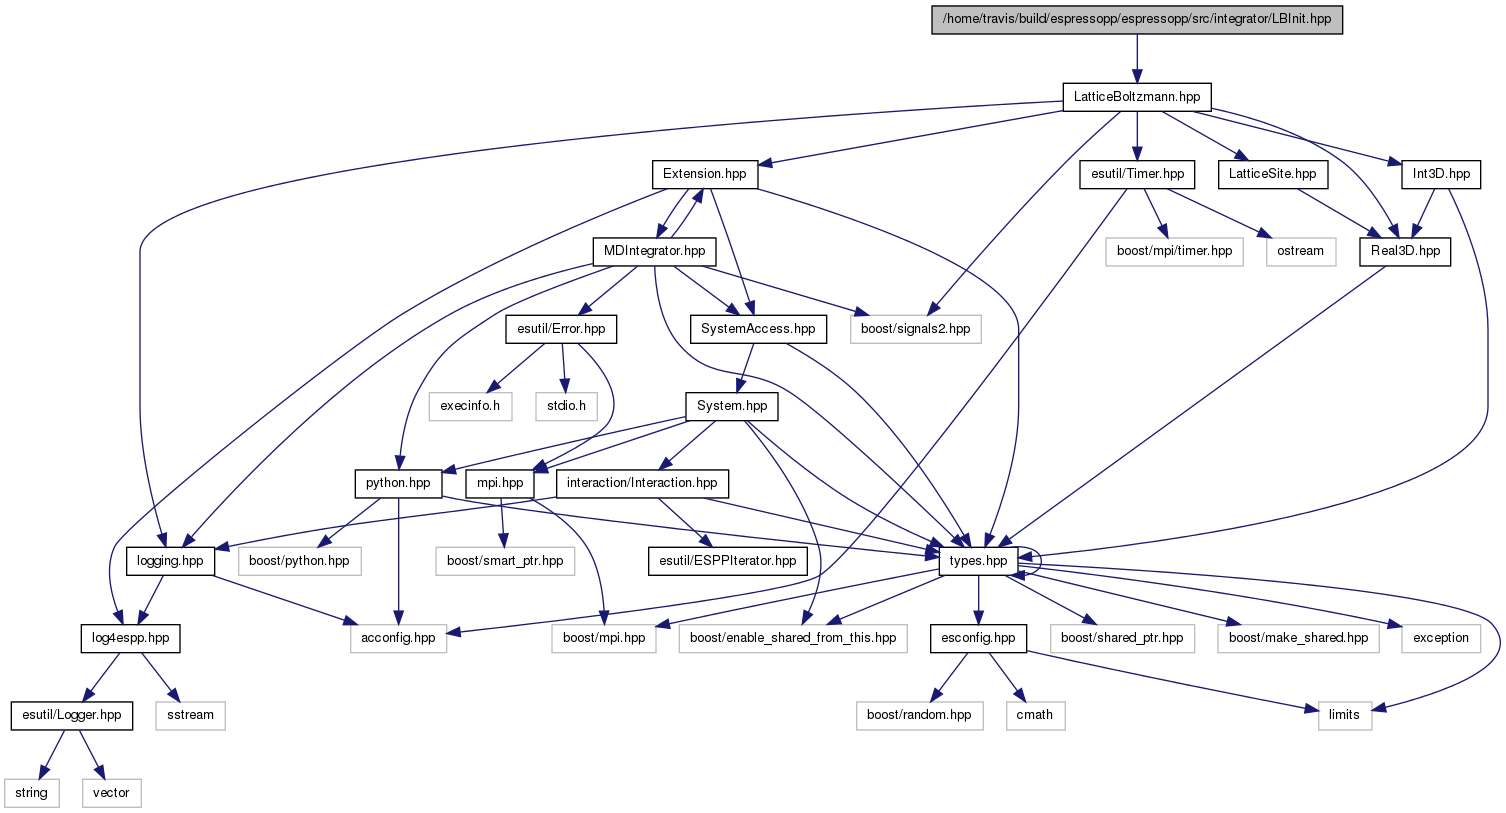 /home/travis/build/espressopp/espressopp/src/integrator/LBInit.hpp
LatticeBoltzmann.hpp
Extension.hpp
esutil/Timer.hpp
LatticeSite.hpp
Int3D.hpp
MDIntegrator.hpp
boost/mpi/timer.hpp
ostream
Real3D.hpp
esutil/Error.hpp
SystemAccess.hpp
boost/signals2.hpp
execinfo.h
stdio.h
System.hpp
python.hpp
mpi.hpp
interaction/Interaction.hpp
logging.hpp
boost/python.hpp
boost/smart_ptr.hpp
esutil/ESPPIterator.hpp
types.hpp
log4espp.hpp
acconfig.hpp
boost/mpi.hpp
boost/enable_shared_from_this.hpp
esconfig.hpp
boost/shared_ptr.hpp
boost/make_shared.hpp
exception
esutil/Logger.hpp
sstream
boost/random.hpp
cmath
limits
string
vector